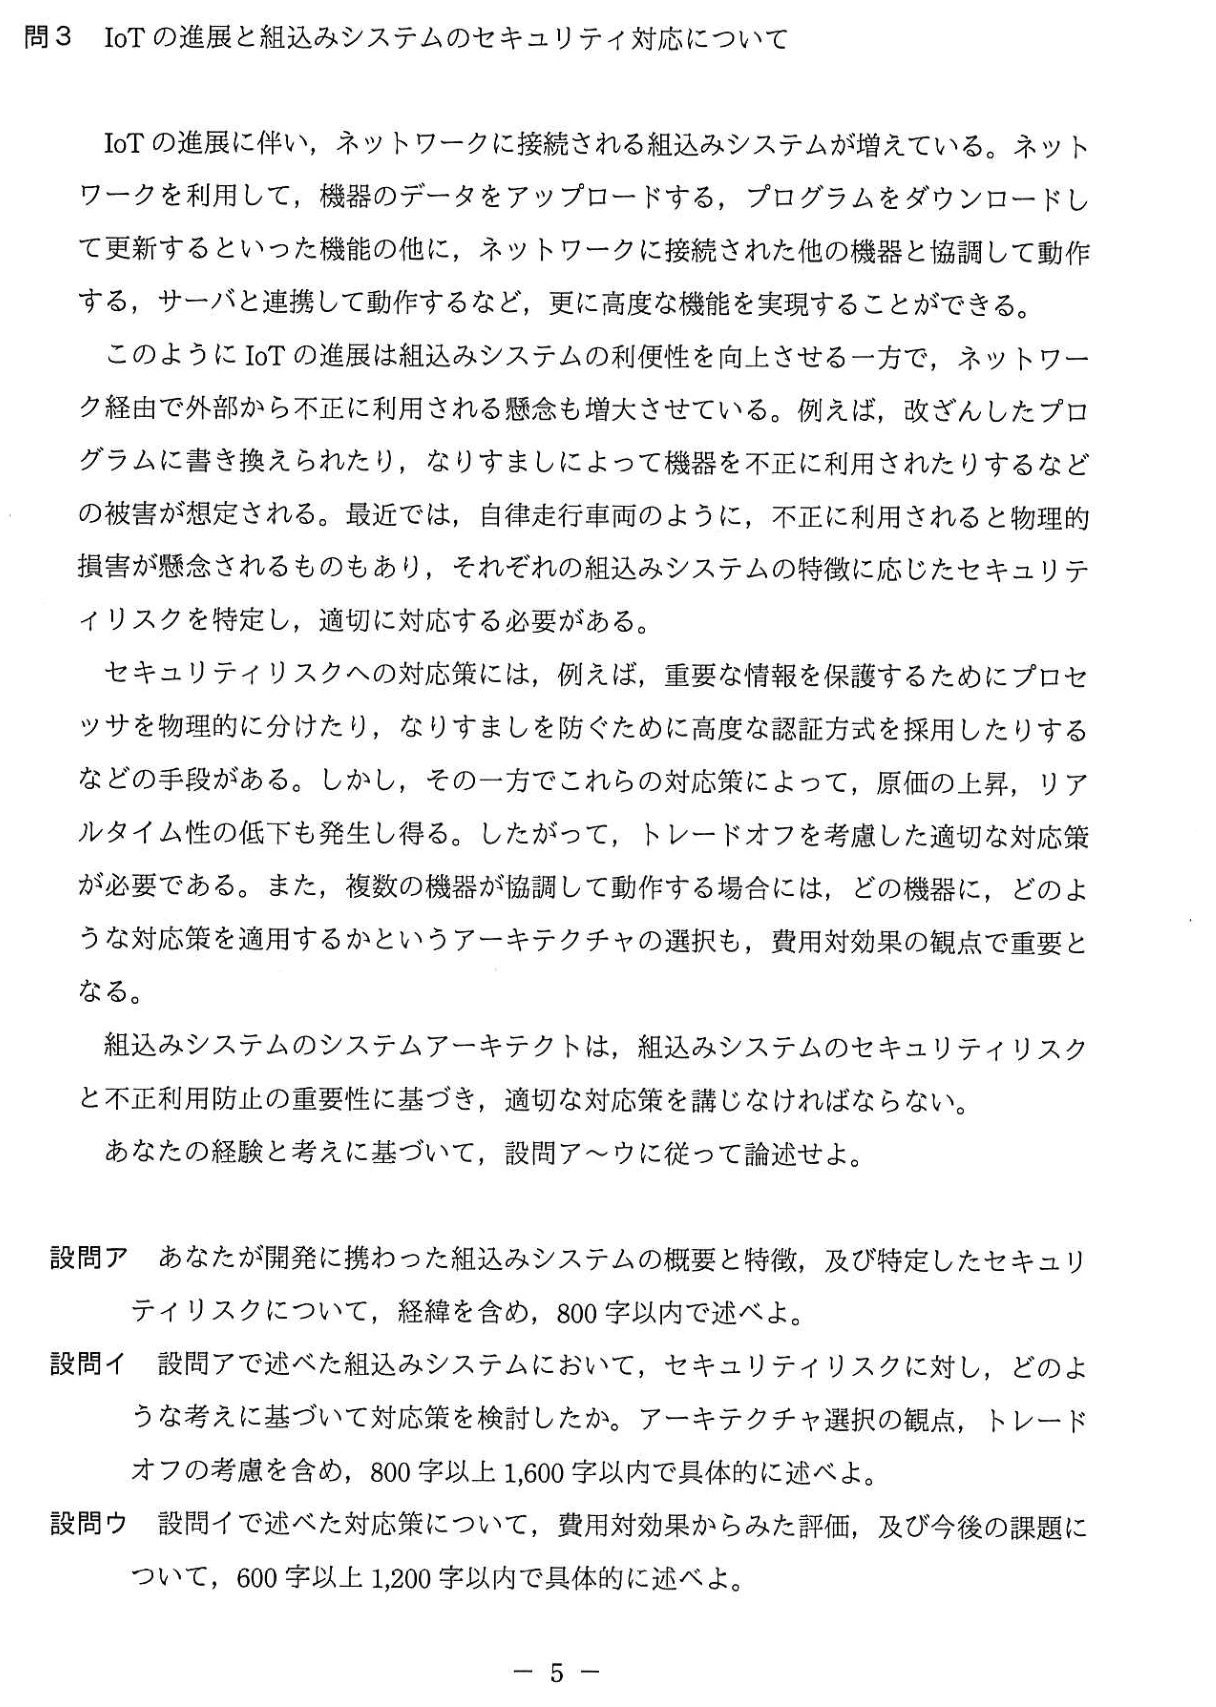 問3　IoT の進展と組込みシステムのセキュリティ対応について
IoT の進展に伴い，ネットワークに接続される組込みシステムが増えている。ネット
ワークを利用して，機器のデータをアップロードする，プログラムをダウンロードし
て更新するといった機能の他に，ネットワークに接続された他の機器と協調して動作
する，サーバと連携して動作するなど，更に高度な機能を実現することができる。
このように IoT の進展は組込みシステムの利便性を向上させる一方で，ネットワー
ク経由で外部から不正に利用される懸念も増大させている。例えば，改ざんしたプロ
グラムに書き換えられたり，なりすましによって機器を不正に利用されたりするなど
の被害が想定される。最近では，自律走行車両のように，不正に利用されると物理的
損害が懸念されるものもあり，それぞれの組込みシステムの特徴に応じたセキュリテ
ィリスクを特定し，適切に対応する必要がある。
セキュリティリスクへの対応策には，例えば，重要な情報を保護するためにプロセ
ッサを物理的に分けたり，なりすましを防ぐために高度な認証方式を採用したりする
などの手段がある。しかし，その一方でこれらの対応策によって，原価の上昇，リア
ルタイム性の低下も発生し得る。したがって，トレードオフを考慮した適切な対応策
が必要である。また，複数の機器が協調して動作する場合には，どの機器に，どのよ
うな対応策を適用するかというアーキテクチャの選択も，費用対効果の観点で重要と
なる。
組込みシステムのシステムアーキテクトは，組込みシステムのセキュリティリスク
と不正利用防止の重要性に基づき，適切な対応策を講じなければならない。
あなたの経験と考えに基づいて，設問ア～ウに従って論述せよ。
設問ア　あなたが開発に携わった組込みシステムの概要と特徴，及び特定したセキュリ
ティリスクについて，経緯を含め，800 字以内で述べよ。
設問イ　設問アで述べた組込みシステムにおいて，セキュリティリスクに対し，どのよ
うな考えに基づいて対応策を検討したか。アーキテクチャ選択の観点，トレード
オフの考慮を含め，800 字以上 1,600 字以内で具体的に述べよ。
設問ウ　設問イで述べた対応策について，費用対効果からみた評価，及び今後の課題に
ついて，600 字以上 1,200 字以内で具体的に述べよ。
－ 5 －